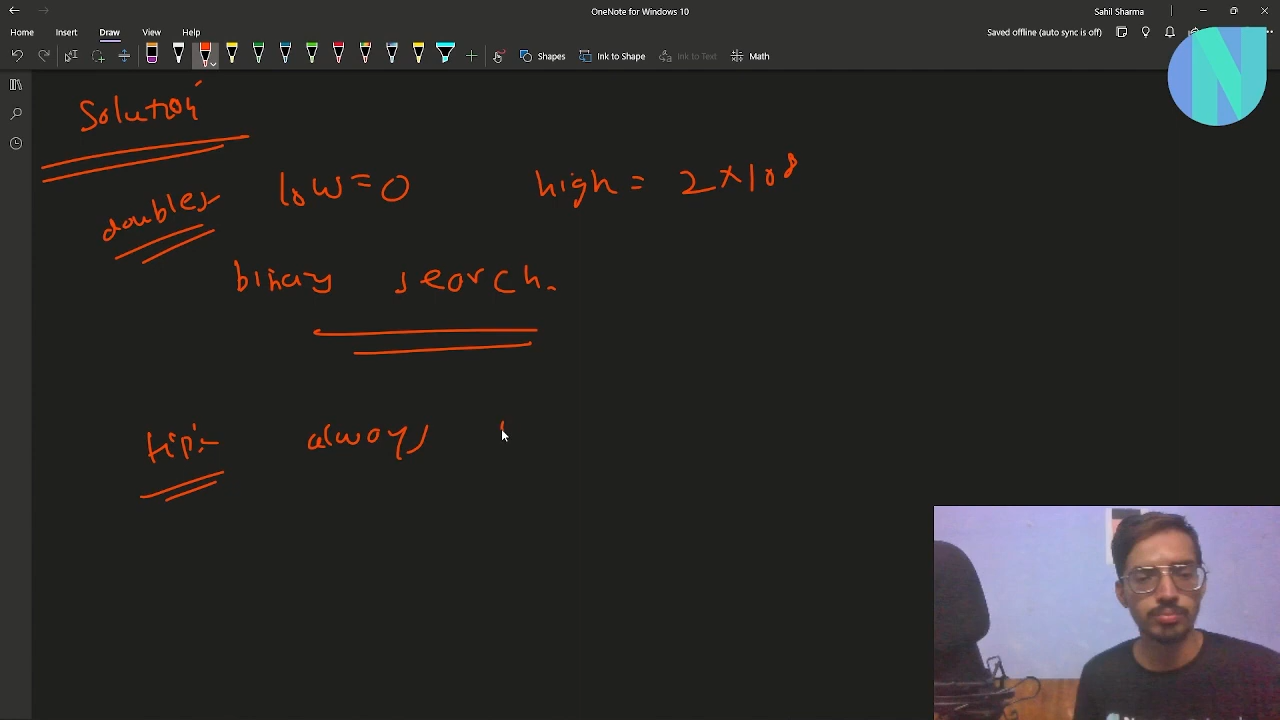 OneNote for Windows 10
Sahil Sharma
Home Insert Draw View Help
Saved offline (auto sync is off)
Shapes Ink to Shape Ink to Text Math
Solution
doubles low = 0 high = 2 × 10⁸
binary search.
tip:- always